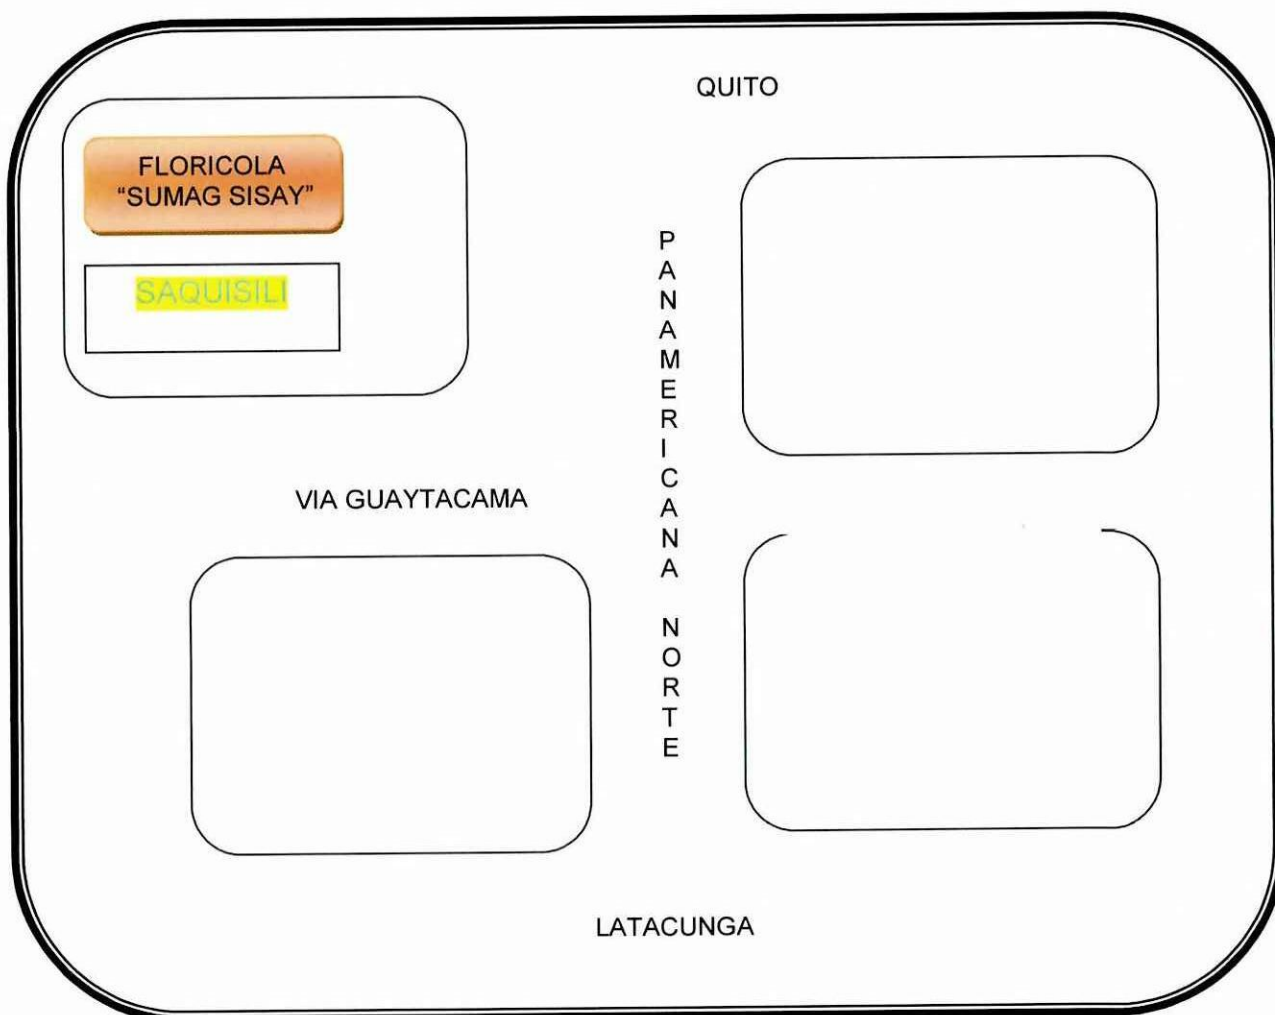 QUITO
FLORICOLA
“SUMAG SISAY”
SAQUISILI
PANAMERICANA NORTE
VIA GUAYTACAMA
LATACUNGA